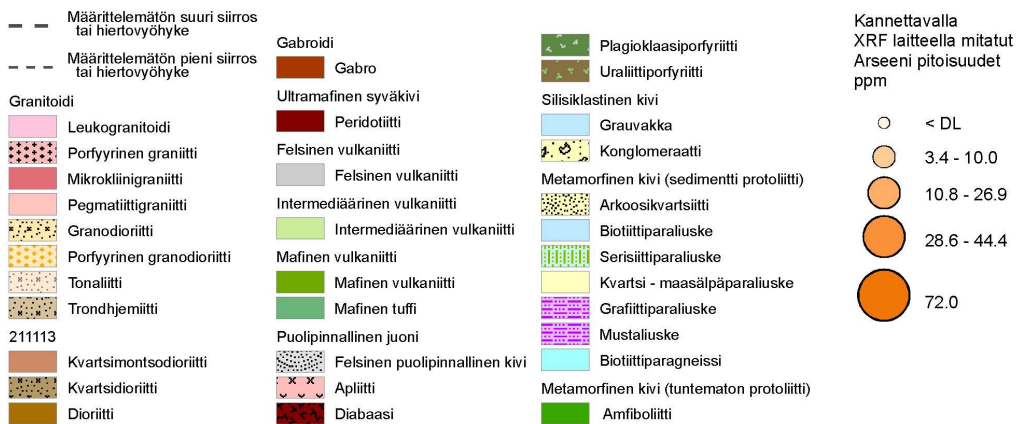 Määrittelemätön suuri siirros
tai hiertovyöhyke
Määrittelemätön pieni siirros
tai hiertovyöhyke
Granitoidi
Leukogranitoidi
Porfyyrinen graniitti
Mikrokliinigraniitti
Pegmatiittigraniitti
Granodioriitti
Porfyyrinen granodioriitti
Tonaliitti
Trondhjemiitti
211113
Kvartsimontsodioriitti
Kvartsidioriitti
Dioriitti
Gabroidi
Gabro
Ultramafinen syväkivi
Peridotiitti
Felsinen vulkaniitti
Felsinen vulkaniitti
Intermediäärinen vulkaniitti
Intermediäärinen vulkaniitti
Mafinen vulkaniitti
Mafinen vulkaniitti
Mafinen tuffi
Puolipinnallinen juoni
Felsinen puolipinnallinen kivi
Apliitti
Diabaasi
Plagioklaasiporfyriitti
Uraliittiporfyriitti
Silisiklastinen kivi
Grauvakka
Konglomeraatti
Metamorfinen kivi (sedimentti protoliitti)
Arkoosikvartsiitti
Biotiittiparaliuske
Serisiittiparaliuske
Kvartsi - maasälpäparaliuske
Grafiittiparaliuske
Mustaliuske
Biotiittiparagneissi
Metamorfinen kivi (tuntematon protoliitti)
Amfiboliitti
Kannettavalla
XRF laitteella mitatut
Arseeni pitoisuudet
ppm
< DL
3.4 - 10.0
10.8 - 26.9
28.6 - 44.4
72.0